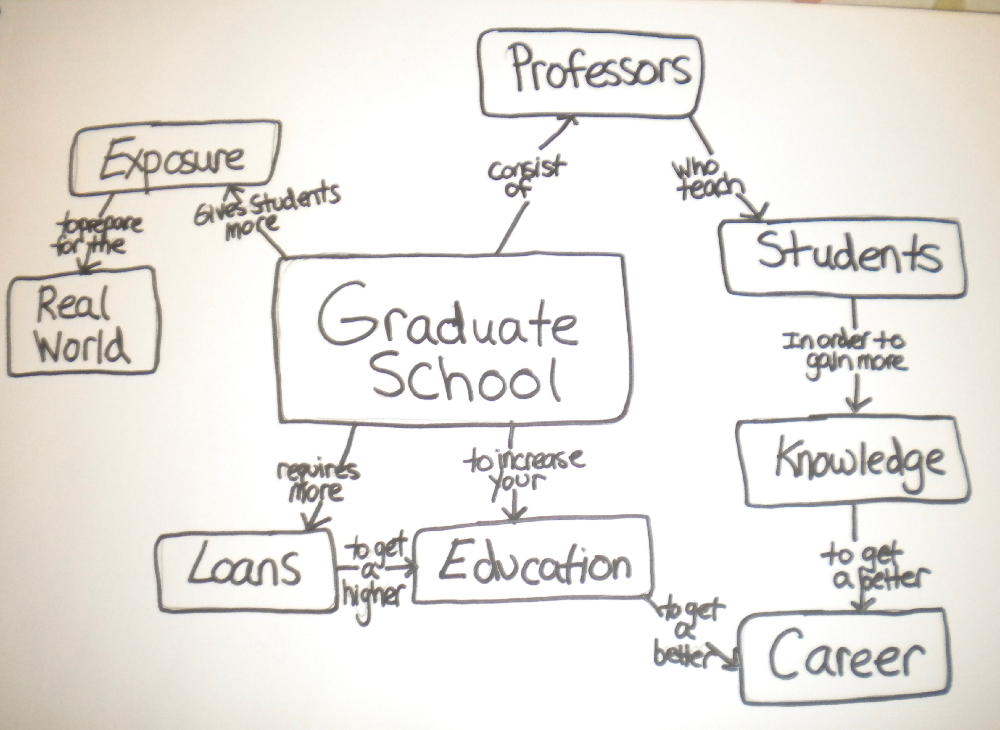 Professors
Exposure
consist
of
who
teach
Gives Students
more
to prepare
for the
Students
Real
World
Graduate
School
In order to
gain more
Knowledge
requires
more
to increase
your
Loans
to get
a
higher
Education
to get
a better
to get
a
better
Career